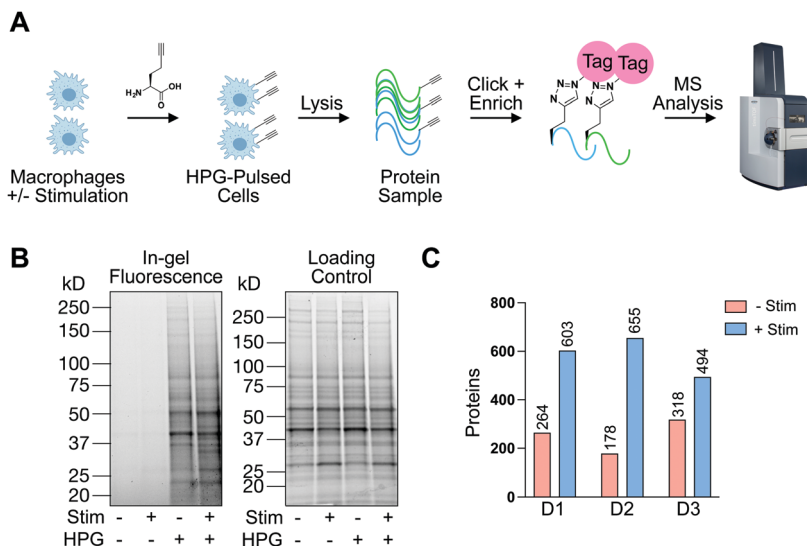 A
H₂N
OH
O
Lysis
Click +
Enrich
N=N
N
N=N
N
Tag
Tag
MS
Analysis
Macrophages
+/- Stimulation
HPG-Pulsed
Cells
Protein
Sample
B
In-gel
Fluorescence
kD
250
150
100
75
50
37
25
20
Stim - + - +
HPG - - + +
Loading
Control
kD
250
150
100
75
50
37
25
20
- + - +
- - + +
C
Proteins
800
600
400
200
0
264
603
178
655
318
494
D1
D2
D3
- Stim
+ Stim